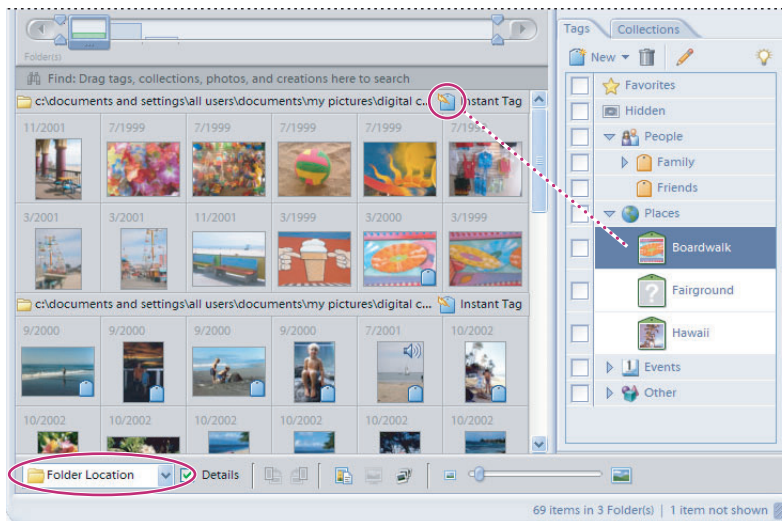 Folder(s)
Find: Drag tags, collections, photos, and creations here to search
c:\documents and settings\all users\documents\my pictures\digital c... Instant Tag
11/2001 7/1999 7/1999 7/1999 7/1999 7/1999
3/2001 3/2001 11/2001 3/1999 3/2000 3/1999
c:\documents and settings\all users\documents\my pictures\digital c... Instant Tag
9/2000 9/2000 9/2000 9/2000 7/2001 10/2002
10/2002 10/2002 10/2002 10/2002 10/2002 10/2002
Folder Location Details
Tags Collections
New
Favorites
Hidden
People
Family
Friends
Places
Boardwalk
Fairground
Hawaii
Events
Other
69 items in 3 Folder(s) | 1 item not shown